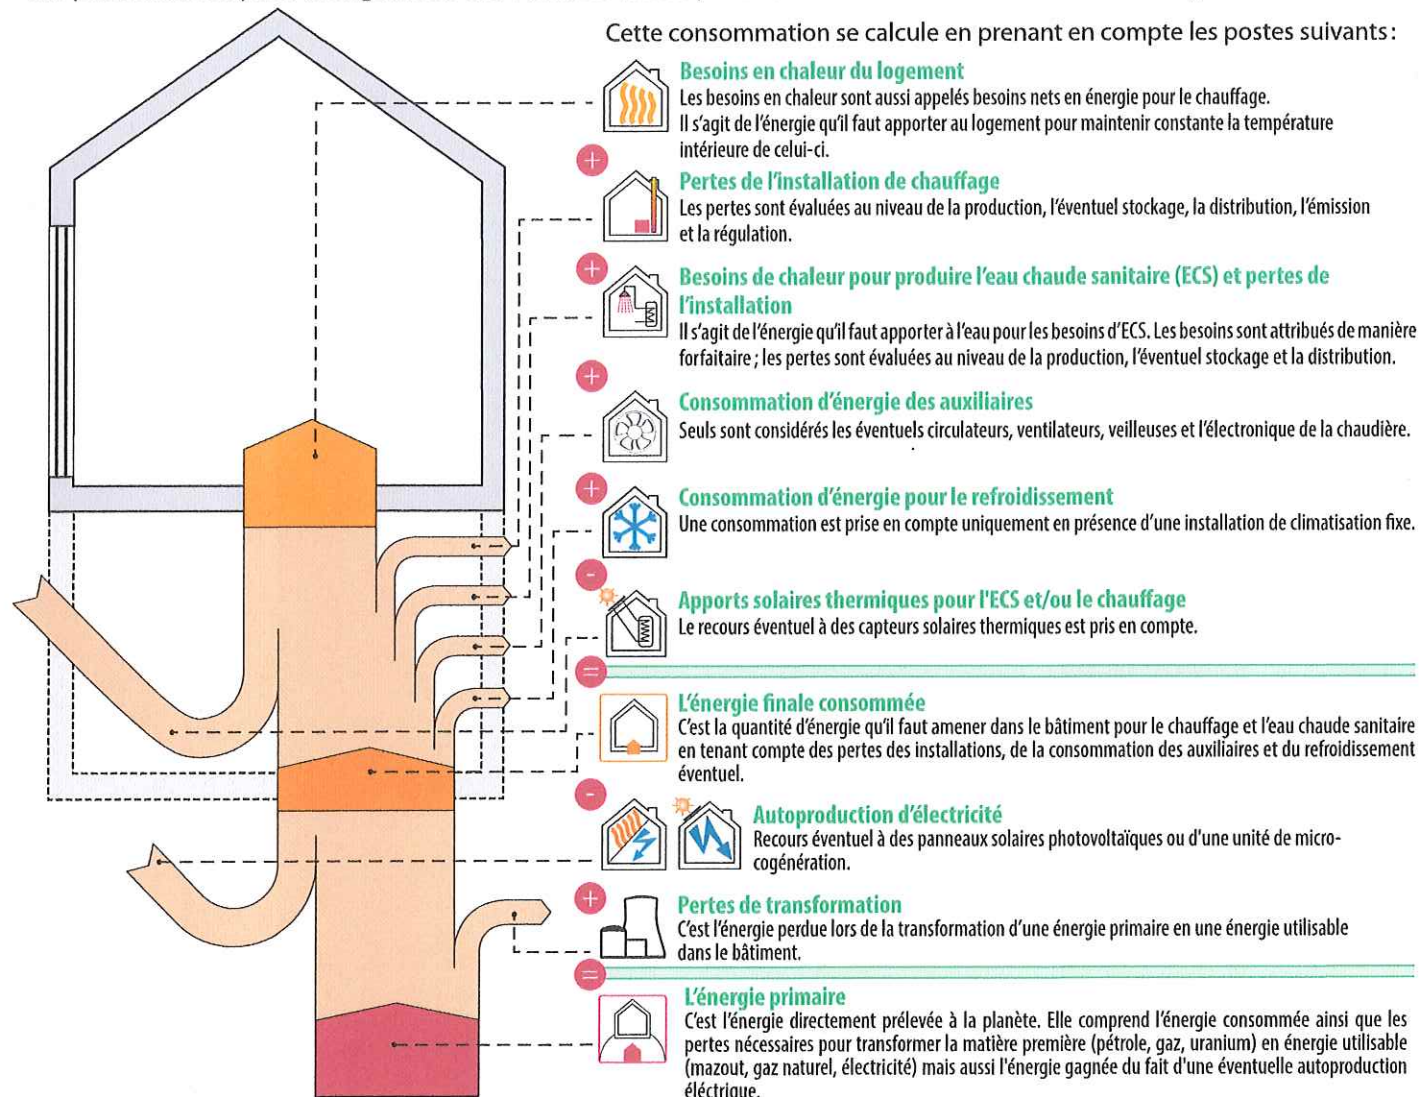 Cette consommation se calcule en prenant en compte les postes suivants :
Besoins en chaleur du logement
Les besoins en chaleur sont aussi appelés besoins nets en énergie pour le chauffage.
Il s'agit de l'énergie qu'il faut apporter au logement pour maintenir constante la température
intérieure de celui-ci.
+
Pertes de l'installation de chauffage
Les pertes sont évaluées au niveau de la production, l'éventuel stockage, la distribution, l'émission
et la régulation.
+
Besoins de chaleur pour produire l'eau chaude sanitaire (ECS) et pertes de
l'installation
Il s'agit de l'énergie qu'il faut apporter à l'eau pour les besoins d'ECS. Les besoins sont attribués de manière
forfaitaire ; les pertes sont évaluées au niveau de la production, l'éventuel stockage et la distribution.
+
Consommation d'énergie des auxiliaires
Seuls sont considérés les éventuels circulateurs, ventilateurs, veilleuses et l'électronique de la chaudière.
+
Consommation d'énergie pour le refroidissement
Une consommation est prise en compte uniquement en présence d'une installation de climatisation fixe.
-
Apports solaires thermiques pour l'ECS et/ou le chauffage
Le recours éventuel à des capteurs solaires thermiques est pris en compte.
=
L'énergie finale consommée
C'est la quantité d'énergie qu'il faut amener dans le bâtiment pour le chauffage et l'eau chaude sanitaire
en tenant compte des pertes des installations, de la consommation des auxiliaires et du refroidissement
éventuel.
-
Autoproduction d'électricité
Recours éventuel à des panneaux solaires photovoltaïques ou d'une unité de micro-
cogénération.
+
Pertes de transformation
C'est l'énergie perdue lors de la transformation d'une énergie primaire en une énergie utilisable
dans le bâtiment.
=
L'énergie primaire
C'est l'énergie directement prélevée à la planète. Elle comprend l'énergie consommée ainsi que les
pertes nécessaires pour transformer la matière première (pétrole, gaz, uranium) en énergie utilisable
(mazout, gaz naturel, électricité) mais aussi l'énergie gagnée du fait d'une éventuelle autoproduction
éléctrique.